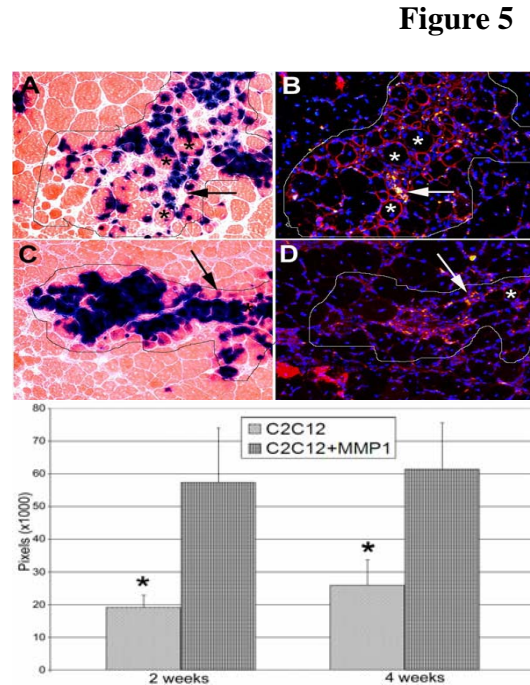 Figure 5
A
B
C
D
80
70
60
50
40
30
20
10
0
Pixels (x1000)
C2C12
C2C12+MMP1
*
*
2 weeks
4 weeks